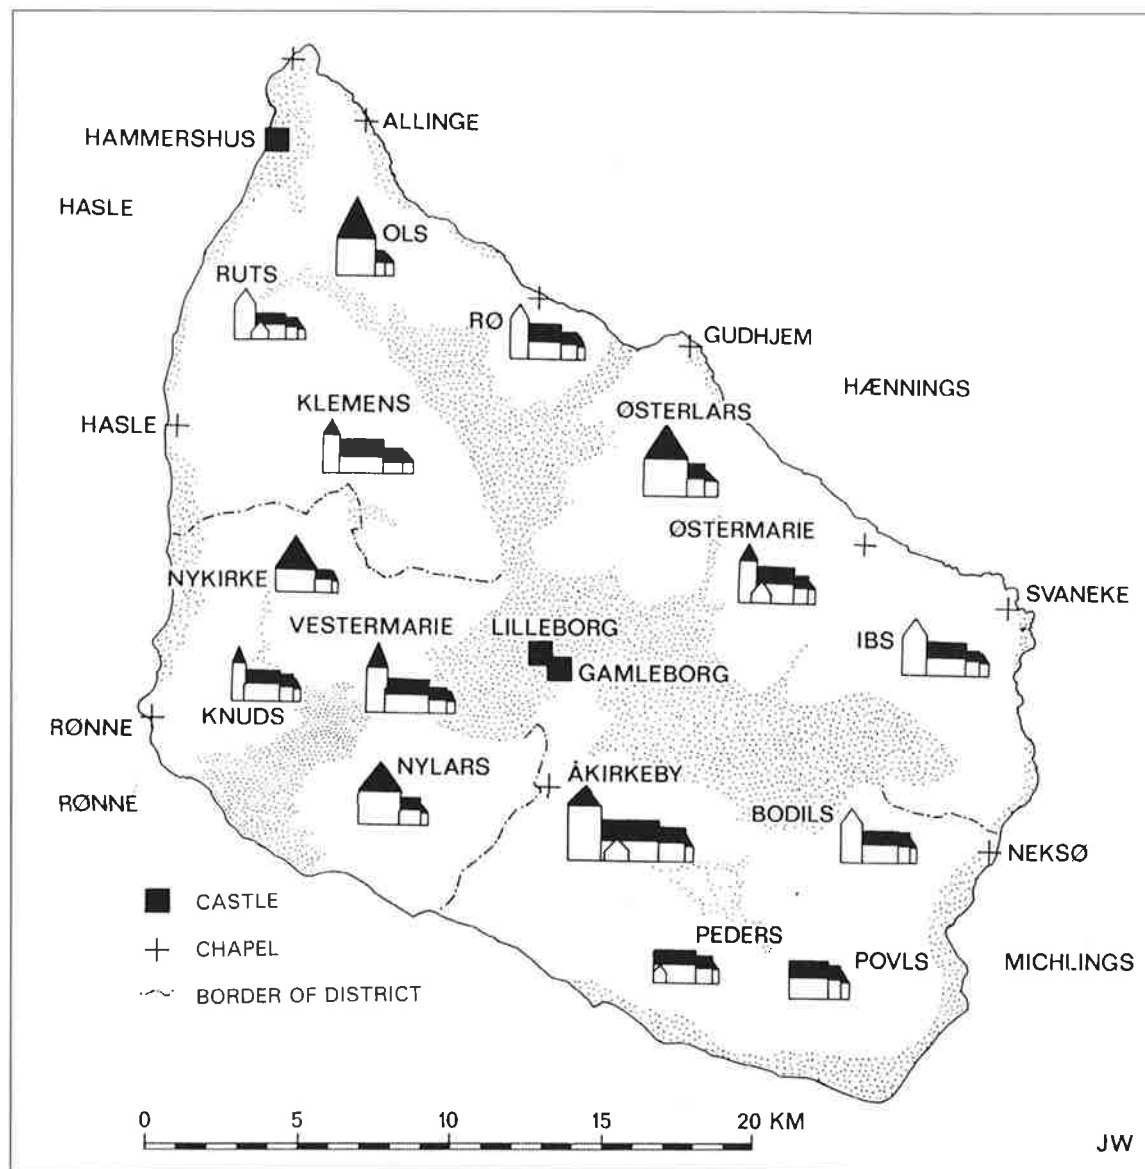 ALLINGE
HAMMERSHUS
HASLE
OLS
RUTS
RØ
GUDHJEM
HÆNNINGS
KLEMENS
ØSTERLARS
HASLE
ØSTERMARIE
NYKIRKE
SVANEKE
VESTERMARIE
LILLEBORG
IBS
GAMLEBORG
KNUDS
RØNNE
NYLARS
ÅKIRKEBY
RØNNE
BODILS
NEKSØ
CASTLE
PEDERS
CHAPEL
POVLS
MICHLINGS
BORDER OF DISTRICT
0 5 10 15 20 KM
JW